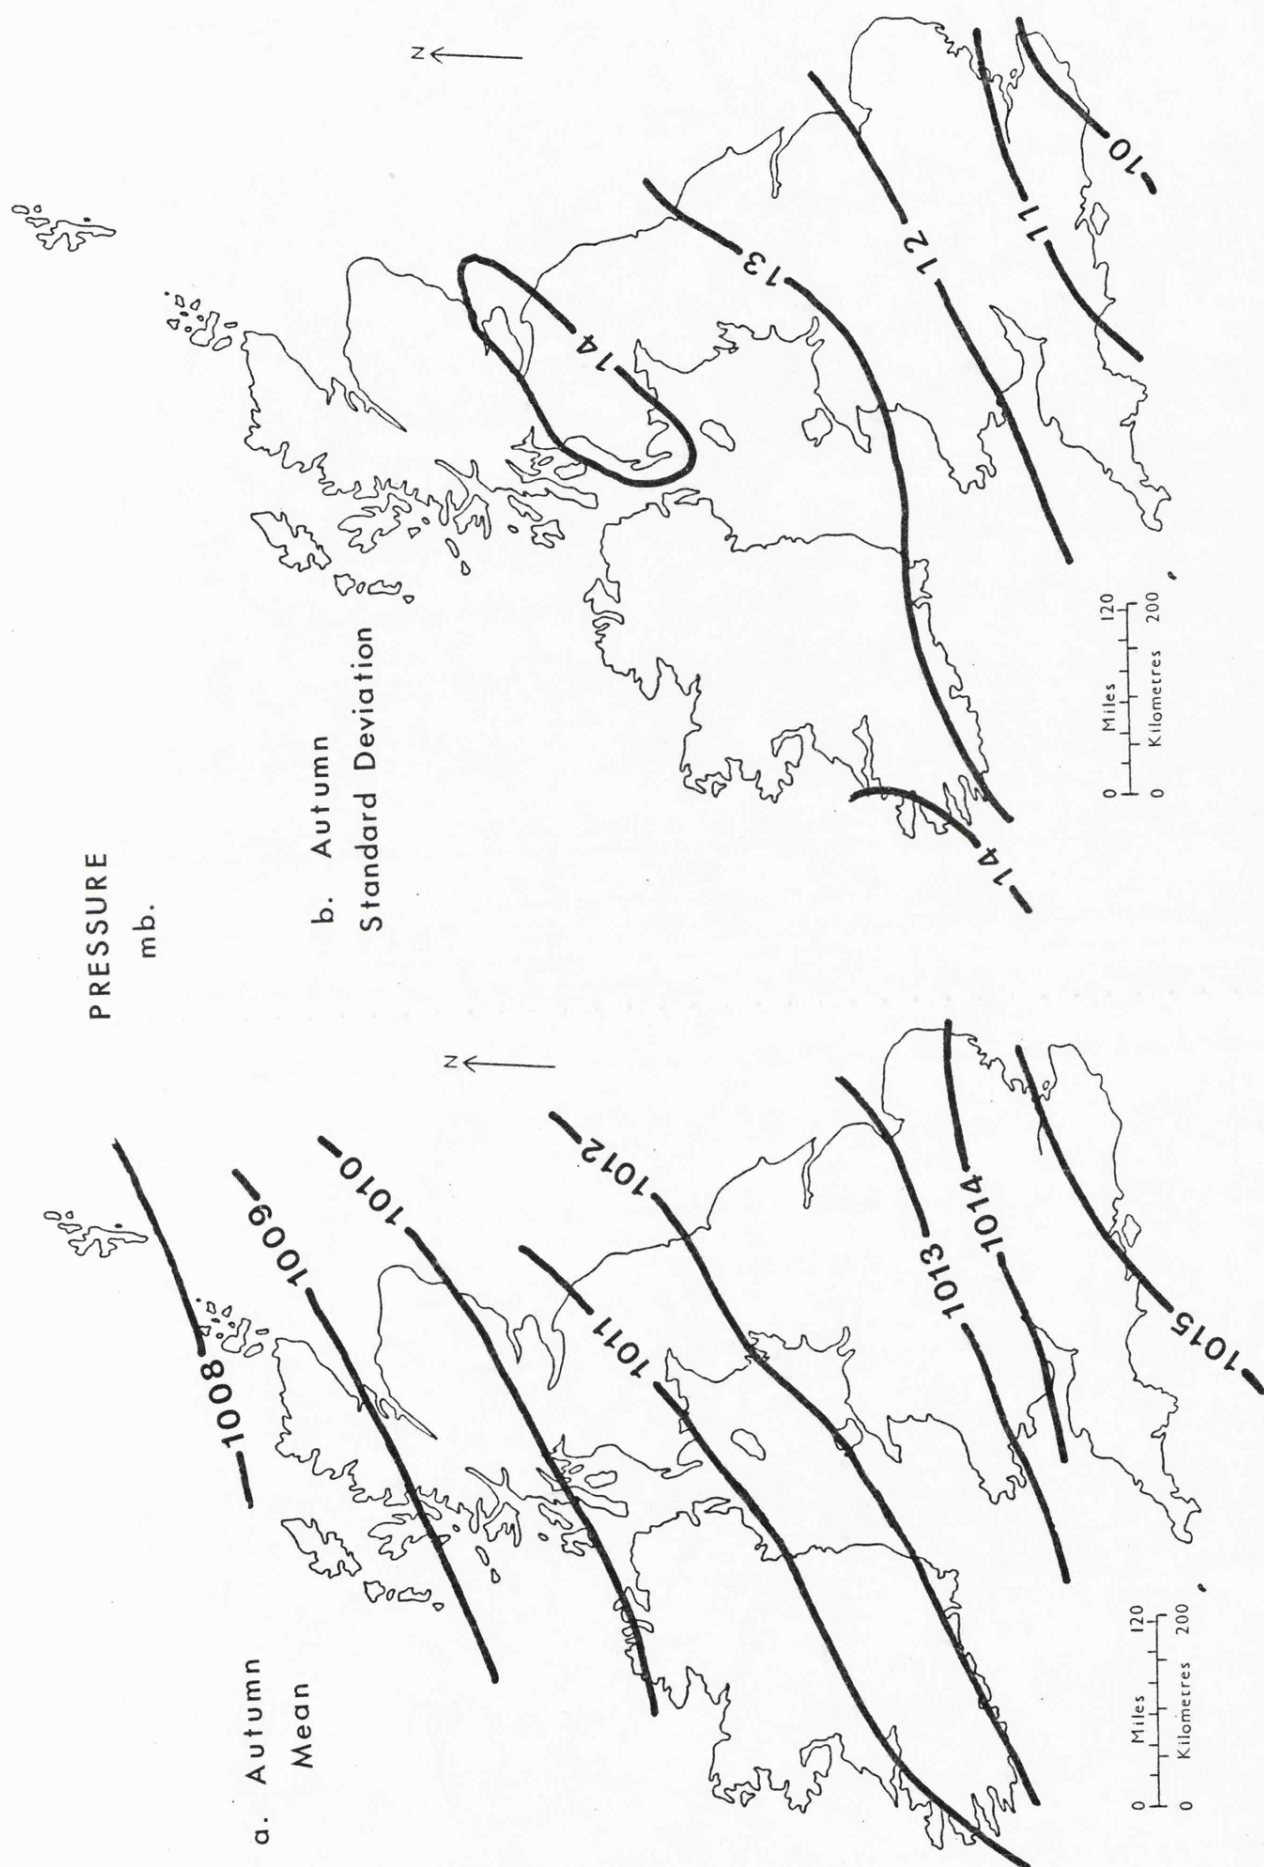 PRESSURE
mb.
a. Autumn
Mean
N
1008
1009
1010
1011
1012
1013
1014
1015
0 Miles 120
0 Kilometres 200
b. Autumn
Standard Deviation
N
14
13
12
11
10
14
0 Miles 120
0 Kilometres 200